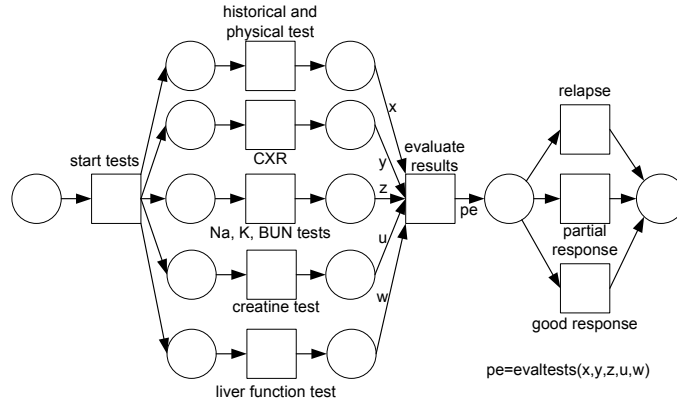 historical and
physical test
x
relapse
start tests
CXR
y
evaluate
results
z
pe
Na, K, BUN tests
u
partial
response
creatine test
w
good response
liver function test
pe=evaltests(x,y,z,u,w)